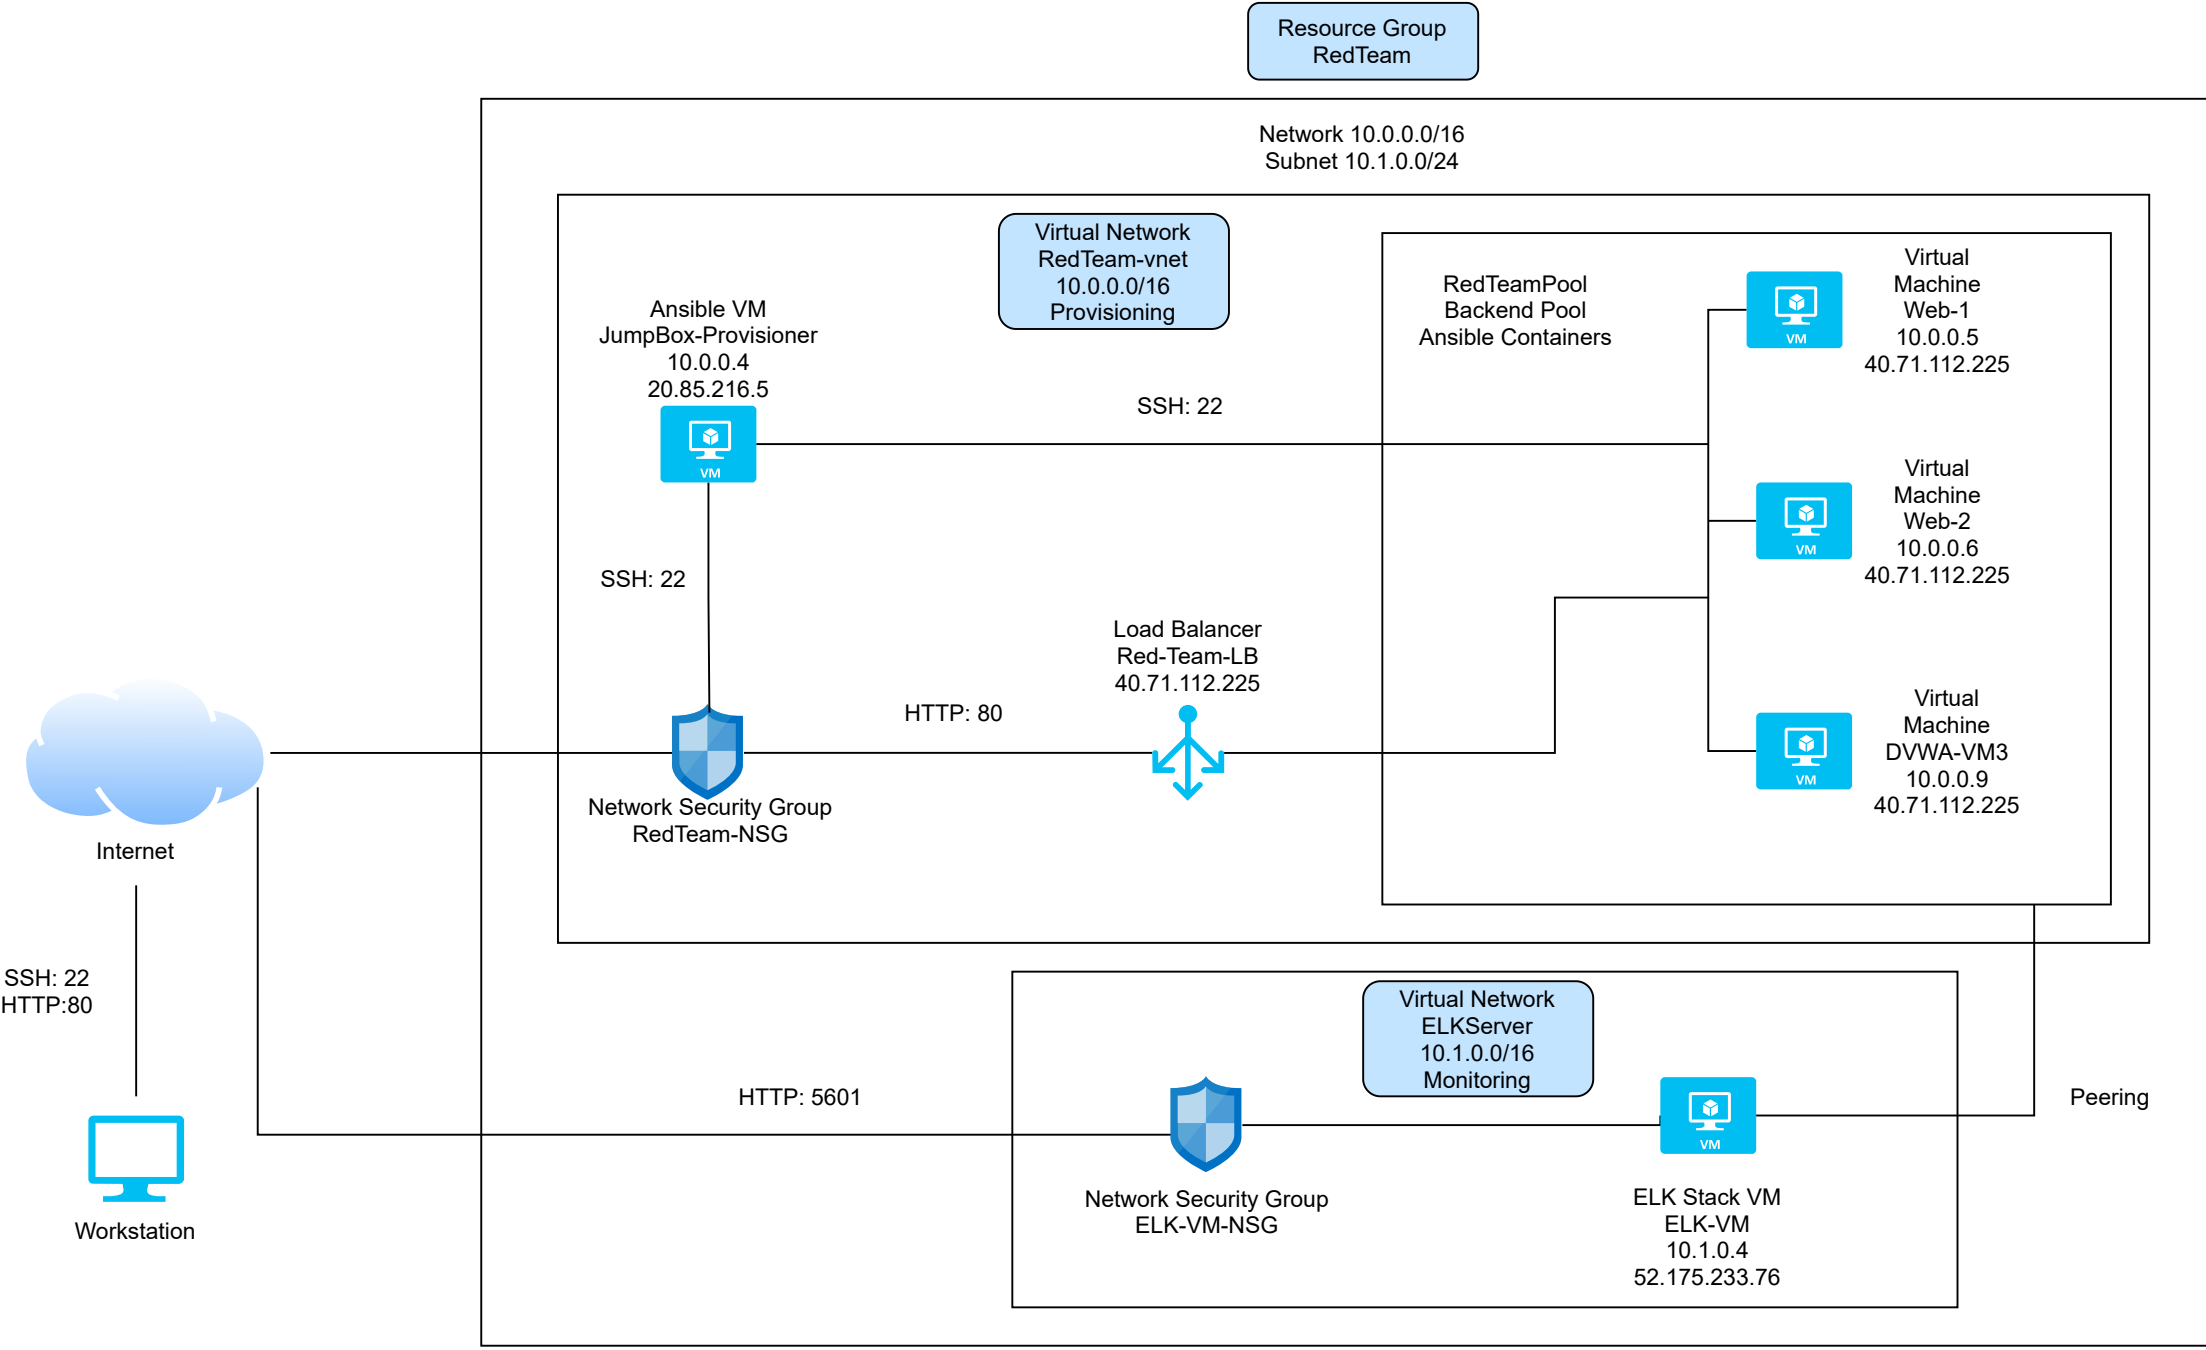 Resource Group
RedTeam
Network 10.0.0.0/16
Subnet 10.1.0.0/24
Virtual Network
RedTeam-vnet
10.0.0.0/16
Provisioning
Ansible VM
JumpBox-Provisioner
10.0.0.4
20.85.216.5
VM
SSH: 22
RedTeamPool
Backend Pool
Ansible Containers
VM
Virtual
Machine
Web-1
10.0.0.5
40.71.112.225
VM
Virtual
Machine
Web-2
10.0.0.6
40.71.112.225
SSH: 22
Load Balancer
Red-Team-LB
40.71.112.225
HTTP: 80
VM
Virtual
Machine
DVWA-VM3
10.0.0.9
40.71.112.225
Network Security Group
RedTeam-NSG
Internet
SSH: 22
HTTP:80
Workstation
HTTP: 5601
Virtual Network
ELKServer
10.1.0.0/16
Monitoring
Network Security Group
ELK-VM-NSG
VM
ELK Stack VM
ELK-VM
10.1.0.4
52.175.233.76
Peering